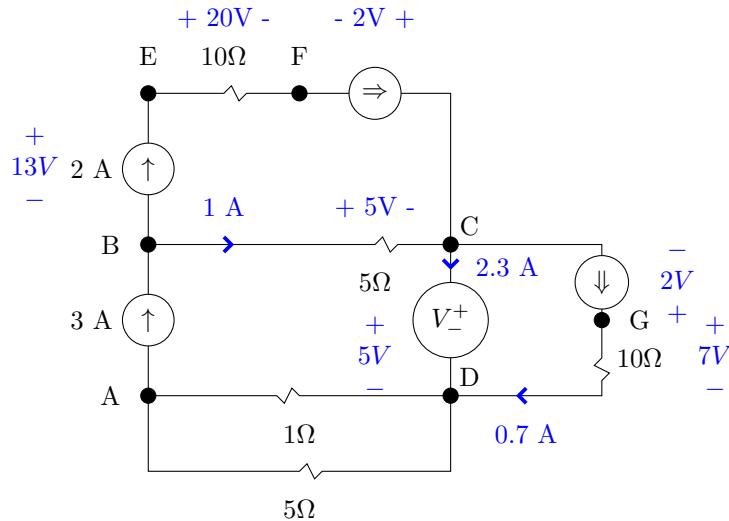 + 20V - - 2V +
E 10Ω F
⇒
+
13V
−
2 A ↑
1 A + 5V -
B C
5Ω 2.3 A
⇓
−
2V
+
3 A ↑
V+−
G
+
5V
−
10Ω
+
7V
−
A D
1Ω 0.7 A
5Ω